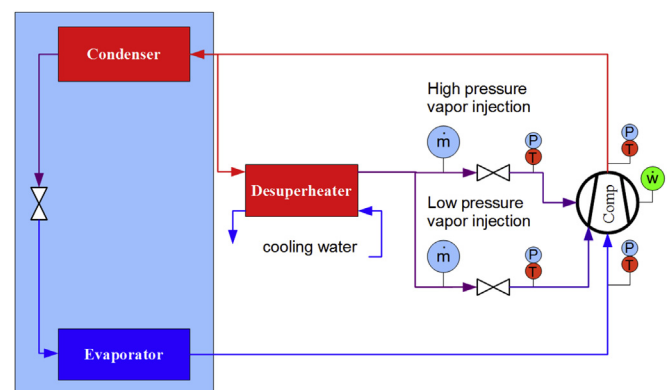 Condenser
High pressure
vapor injection
ṁ
P
T
P
T
Desuperheater
ẇ
Comp
Low pressure
vapor injection
cooling water
ṁ
P
T
P
T
Evaporator